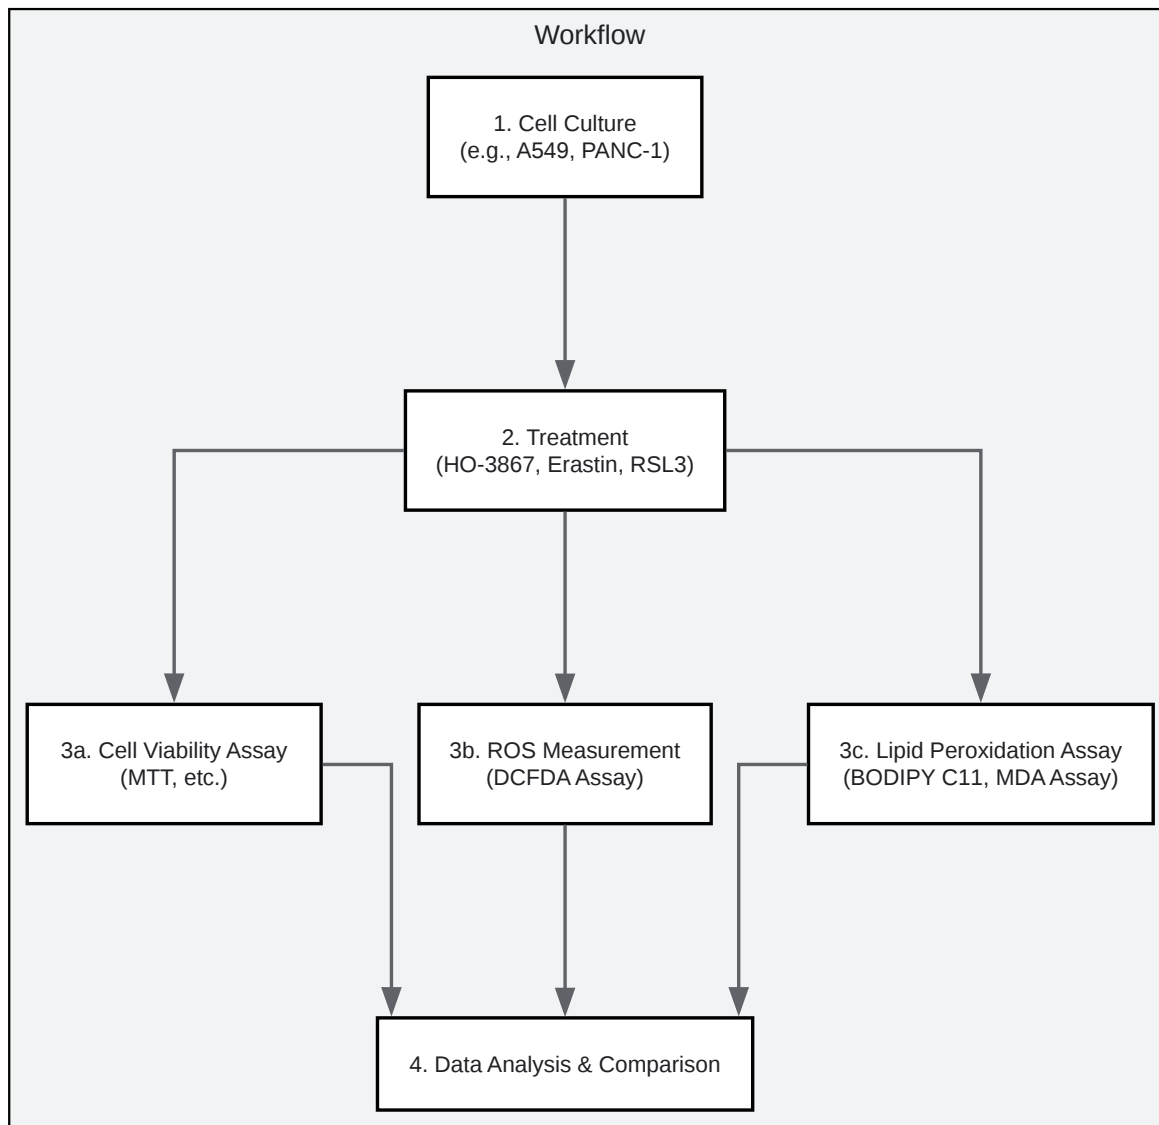 Workflow
1. Cell Culture
(e.g., A549, PANC-1)
2. Treatment
(HO-3867, Erastin, RSL3)
3a. Cell Viability Assay
(MTT, etc.)
3b. ROS Measurement
(DCFDA Assay)
3c. Lipid Peroxidation Assay
(BODIPY C11, MDA Assay)
4. Data Analysis & Comparison